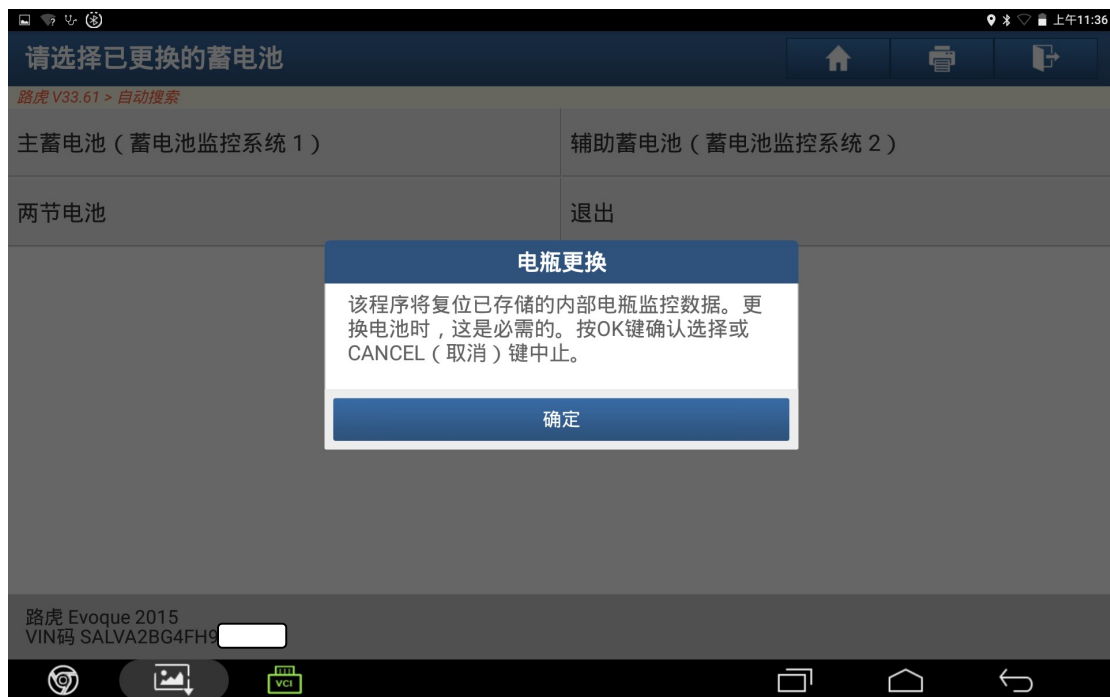 上午11:36
请选择已更换的蓄电池
路虎 V33.61 > 自动搜索
主蓄电池（蓄电池监控系统 1）
辅助蓄电池（蓄电池监控系统 2）
两节电池
退出
电瓶更换
该程序将复位已存储的内部电瓶监控数据。更
换电池时，这是必需的。按OK键确认选择或
CANCEL（取消）键中止。
确定
路虎 Evoque 2015
VIN码 SALVA2BG4FH9
VCI